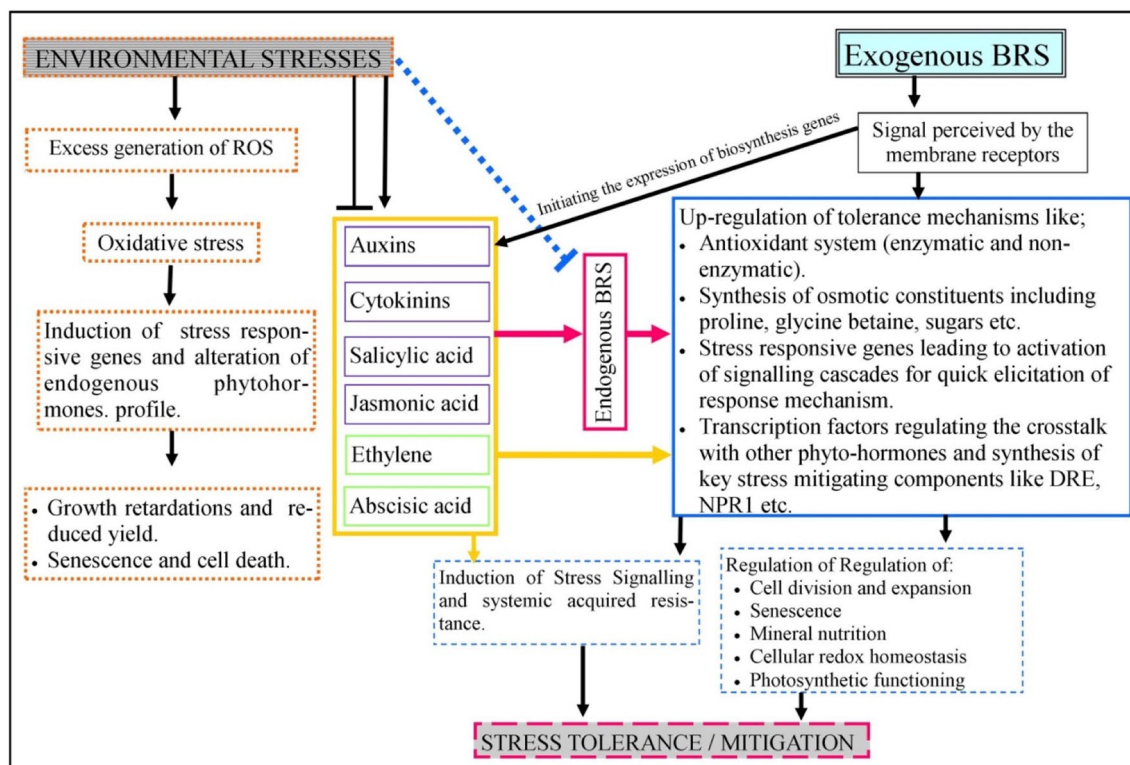 ENVIRONMENTAL STRESSES
Exogenous BRS
Excess generation of ROS
Signal perceived by the
membrane receptors
Initiating the expression of biosynthesis genes
Oxidative stress
Induction of stress respon-
sive genes and alteration of
endogenous phytohor-
mones. profile.
• Growth retardations and re-
duced yield.
• Senescence and cell death.
Auxins
Cytokinins
Salicylic acid
Jasmonic acid
Ethylene
Abscisic acid
Endogenous BRS
Up-regulation of tolerance mechanisms like;
• Antioxidant system (enzymatic and non-
enzymatic).
• Synthesis of osmotic constituents including
proline, glycine betaine, sugars etc.
• Stress responsive genes leading to activation
of signalling cascades for quick elicitation of
response mechanism.
• Transcription factors regulating the crosstalk
with other phyto-hormones and synthesis of
key stress mitigating components like DRE,
NPR1 etc.
Induction of Stress Signalling
and systemic acquired resis-
tance.
Regulation of Regulation of:
• Cell division and expansion
• Senescence
• Mineral nutrition
• Cellular redox homeostasis
• Photosynthetic functioning
STRESS TOLERANCE / MITIGATION